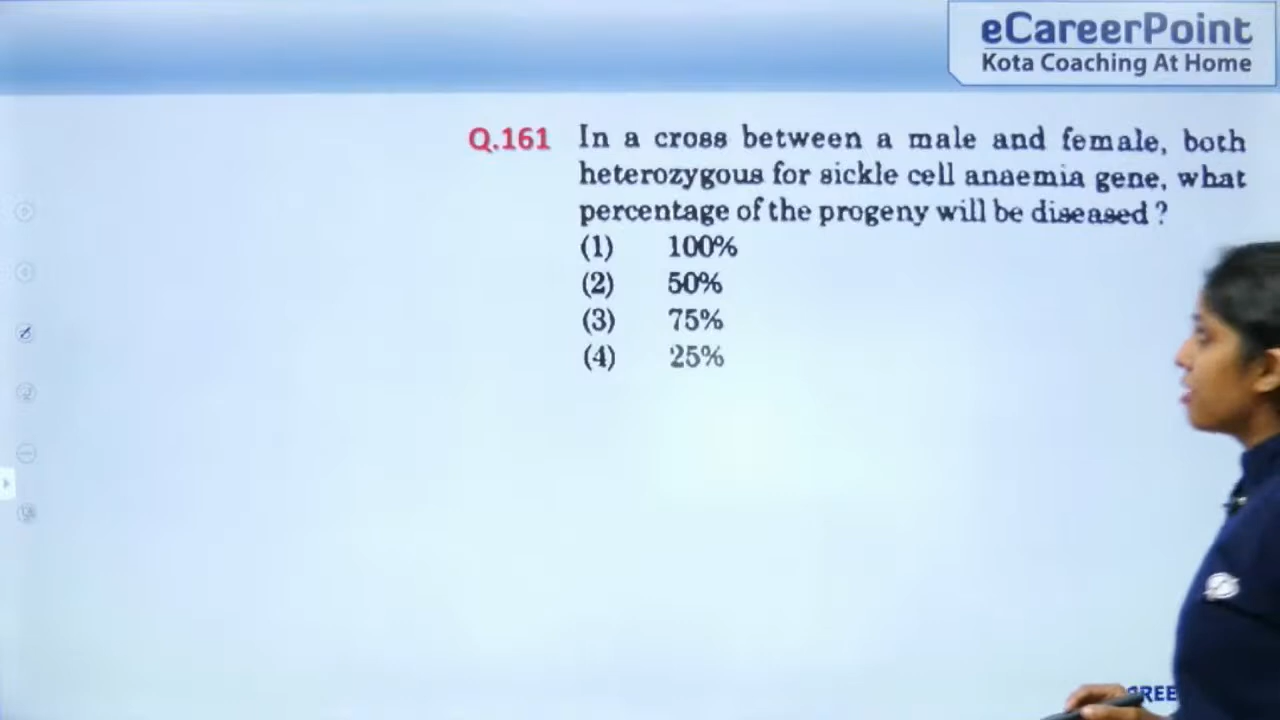 eCareerPoint
Kota Coaching At Home
Q.161 In a cross between a male and female, both
heterozygous for sickle cell anaemia gene, what
percentage of the progeny will be diseased ?
(1) 100%
(2) 50%
(3) 75%
(4) 25%